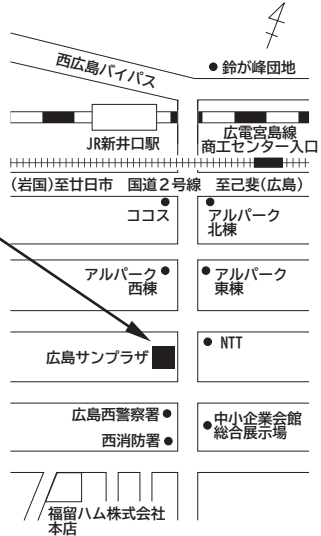 西広島バイパス
鈴が峰団地
JR新井口駅
広電宮島線
商工センター入口
(岩国)至廿日市 国道２号線 至己斐(広島)
ココス
アルパーク
北棟
アルパーク
西棟
アルパーク
東棟
広島サンプラザ
NTT
広島西警察署
西消防署
中小企業会館
総合展示場
福留ハム株式会社
本店